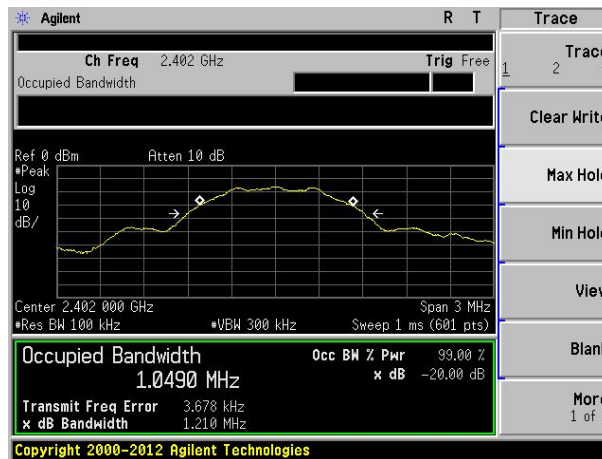 Agilent R T Trace
Ch Freq 2.402 GHz Trig Free
Occupied Bandwidth
Trace
1 2
Clear Write
Max Hold
Min Hold
View
Blank
More
1 of
Ref 0 dBm Atten 10 dB
#Peak
Log
10
dB/
Center 2.402 000 GHz Span 3 MHz
#Res BW 100 kHz #VBW 300 kHz Sweep 1 ms (601 pts)
Occupied Bandwidth Occ BW % Pwr 99.00 %
1.0490 MHz x dB -20.00 dB
Transmit Freq Error 3.678 kHz
x dB Bandwidth 1.210 MHz
Copyright 2000-2012 Agilent Technologies